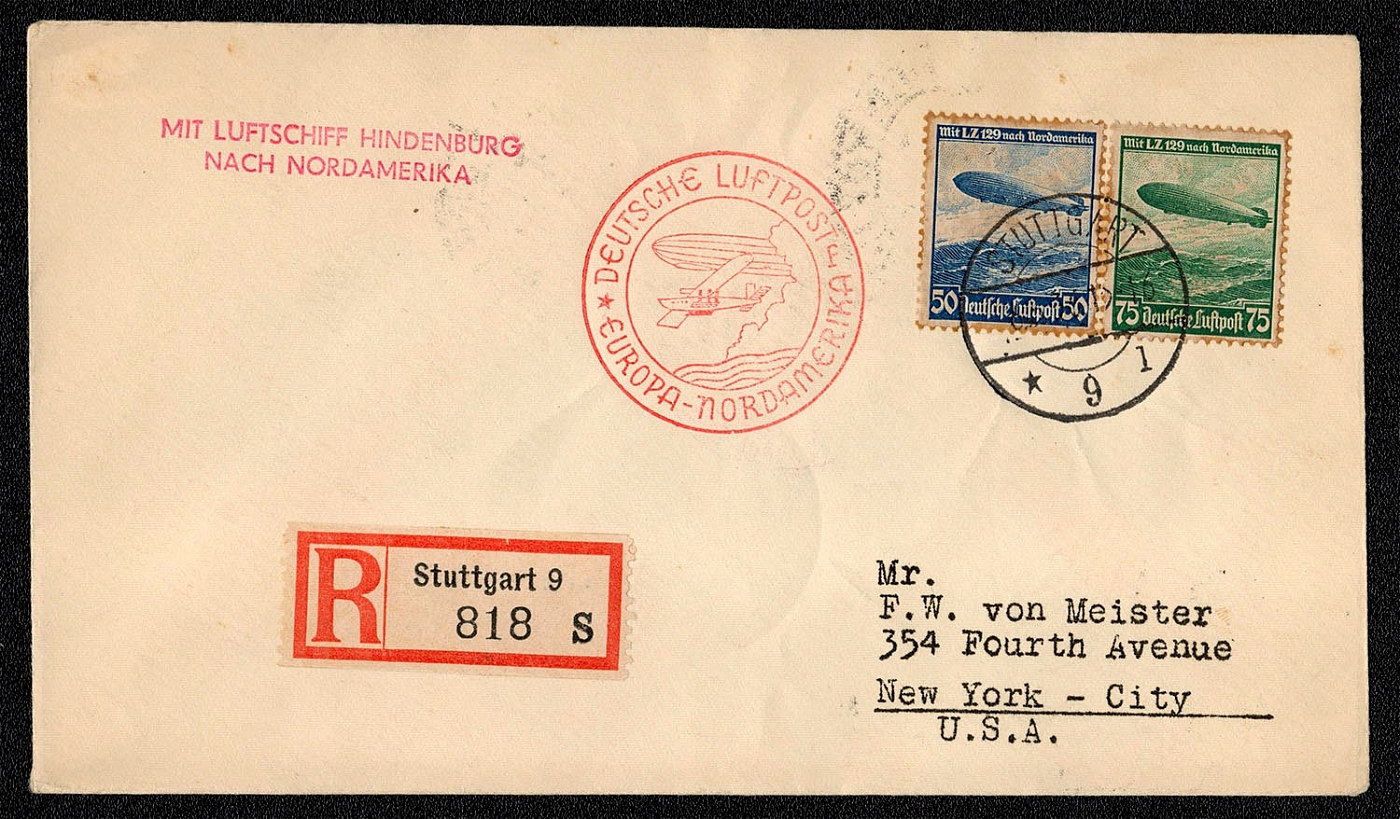 MIT LUFTSCHIFF HINDENBURG
NACH NORDAMERIKA
DEUTSCHE LUFTPOST
★ EUROPA-NORDAMERIKA
Mit LZ 129 nach Nordamerika
50 Deutsche Luftpost 50
Mit LZ 129 nach Nordamerika
75 Deutsche Luftpost 75
STUTTGART
★ 9 1
R Stuttgart 9
818 S
Mr.
F.W. von Meister
354 Fourth Avenue
New York - City
U.S.A.